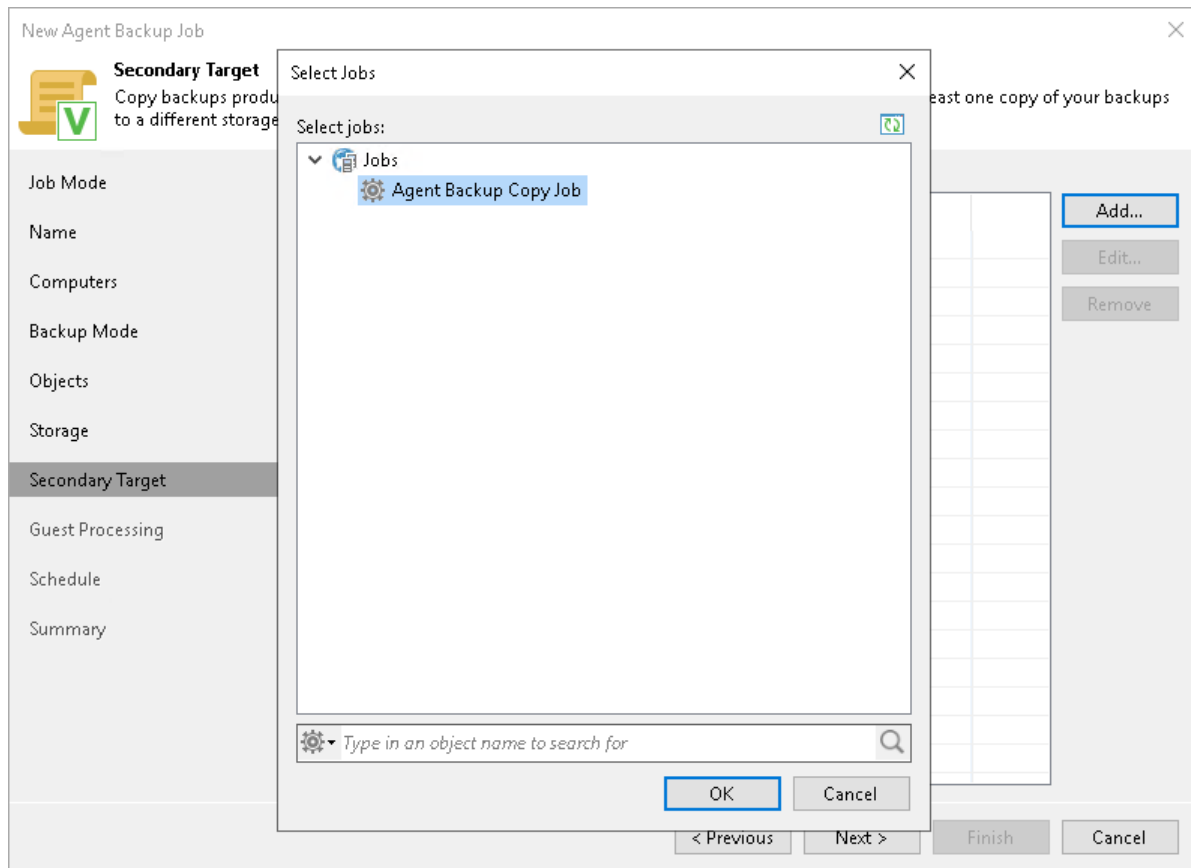 New Agent Backup Job
Secondary Target
Copy backups produ
east one copy of your backups
to a different storage
Select Jobs
Select jobs:
Jobs
Agent Backup Copy Job
Job Mode
Name
Computers
Backup Mode
Objects
Storage
Secondary Target
Guest Processing
Schedule
Summary
Add...
Edit...
Remove
Type in an object name to search for
OK Cancel
< Previous Next > Finish Cancel